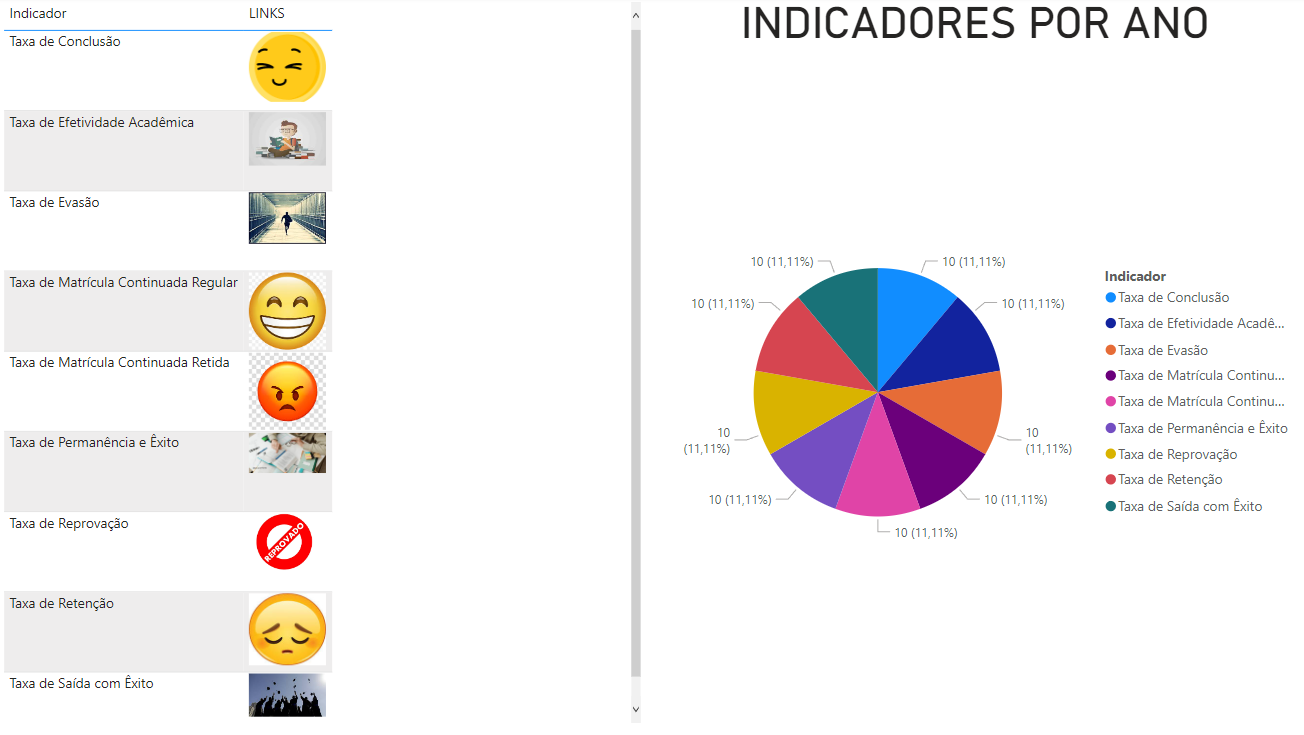 Indicador LINKS
Taxa de Conclusão
Taxa de Efetividade Acadêmica
Taxa de Evasão
Taxa de Matrícula Continuada Regular
Taxa de Matrícula Continuada Retida
Taxa de Permanência e Êxito
Taxa de Reprovação
REPROVADO
Taxa de Retenção
Taxa de Saída com Êxito
INDICADORES POR ANO
10 (11,11%)
10 (11,11%)
10 (11,11%)
10 (11,11%)
10
(11,11%)
10
(11,11%)
10 (11,11%)
10 (11,11%)
10 (11,11%)
Indicador
Taxa de Conclusão
Taxa de Efetividade Acadê...
Taxa de Evasão
Taxa de Matrícula Continu...
Taxa de Matrícula Continu...
Taxa de Permanência e Êxito
Taxa de Reprovação
Taxa de Retenção
Taxa de Saída com Êxito